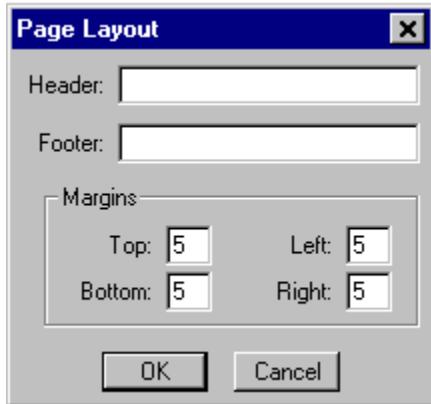 Page Layout
Header:
Footer:
Margins
Top: 5 Left: 5
Bottom: 5 Right: 5
OK Cancel